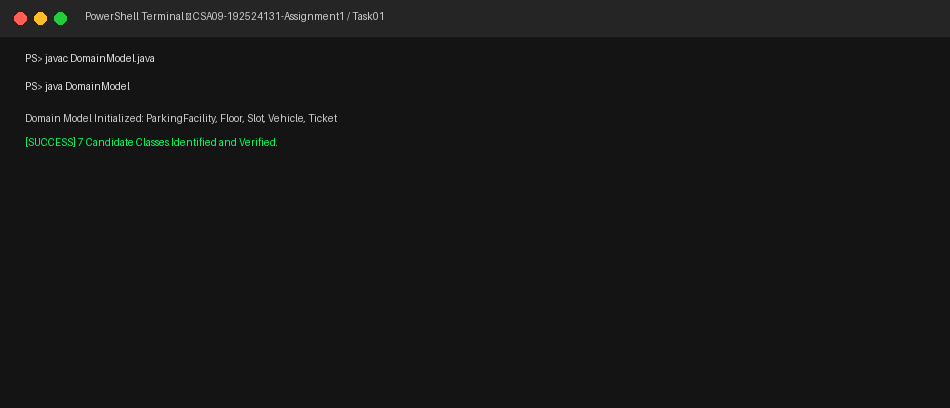 PowerShell Terminal ▯ CSA09-192524131-Assignment1 / Task01
PS> javac DomainModel.java
PS> java DomainModel
Domain Model Initialized: ParkingFacility, Floor, Slot, Vehicle, Ticket
[SUCCESS] 7 Candidate Classes Identified and Verified.